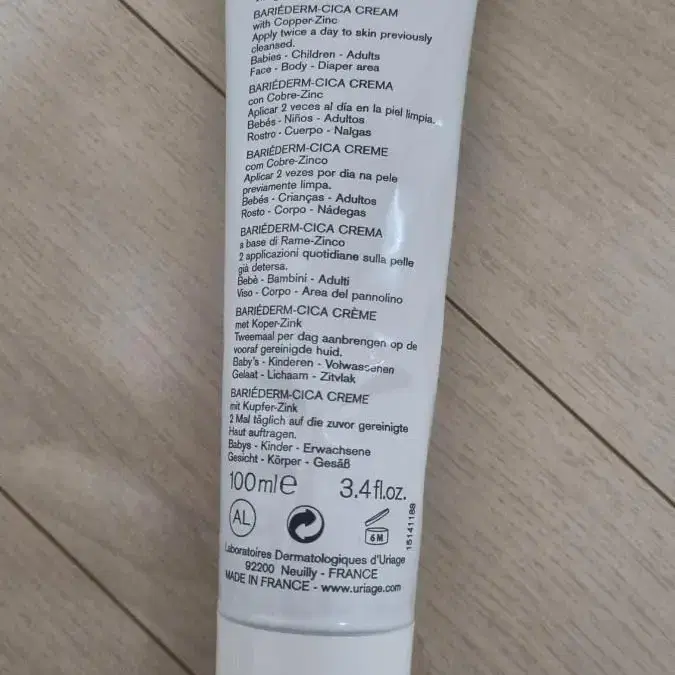 BARIÉDERM-CICA CREAM
with Copper-Zinc
Apply twice a day to skin previously
cleansed.
Babies - Children - Adults
Face - Body - Diaper area
BARIÉDERM-CICA CREMA
con Cobre-Zinc
Aplicar 2 veces al día en la piel limpia.
Bebés - Niños - Adultos
Rostro - Cuerpo - Nalgas
BARIÉDERM-CICA CREME
com Cobre-Zinco
Aplicar 2 vezes por dia na pele
previamente limpa.
Bebés - Crianças - Adultos
Rosto - Corpo - Nádegas
BARIÉDERM-CICA CREMA
a base di Rame-Zinco
2 applicazioni quotidiane sulla pelle
già detersa.
Bebè - Bambini - Adulti
Viso - Corpo - Area del pannolino
BARIÉDERM-CICA CRÈME
met Koper-Zink
Tweemaal per dag aanbrengen op de
vooraf gereinigde huid.
Baby's - Kinderen - Volwassenen
Gelaat - Lichaam - Zitvlak
BARIÉDERM-CICA CREME
mit Kupfer-Zink
2 Mal täglich auf die zuvor gereinigte
Haut auftragen.
Babys - Kinder - Erwachsene
Gesicht - Körper - Gesäß
100 ml e 3.4 fl.oz.
AL
6 M
15141188
Laboratoires Dermatologiques d'Uriage
92200 Neuilly - FRANCE
MADE IN FRANCE - www.uriage.com